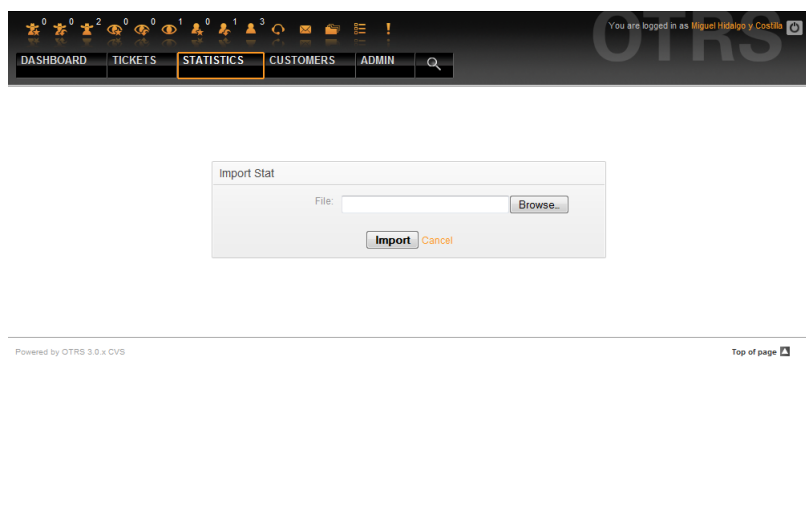 0 0 2 0 0 1 0 1 3
OTRS
You are logged in as Miguel Hidalgo y Costilla
DASHBOARD TICKETS STATISTICS CUSTOMERS ADMIN
Import Stat
File: Browse..
Import Cancel
Powered by OTRS 3.0.x CVS Top of page